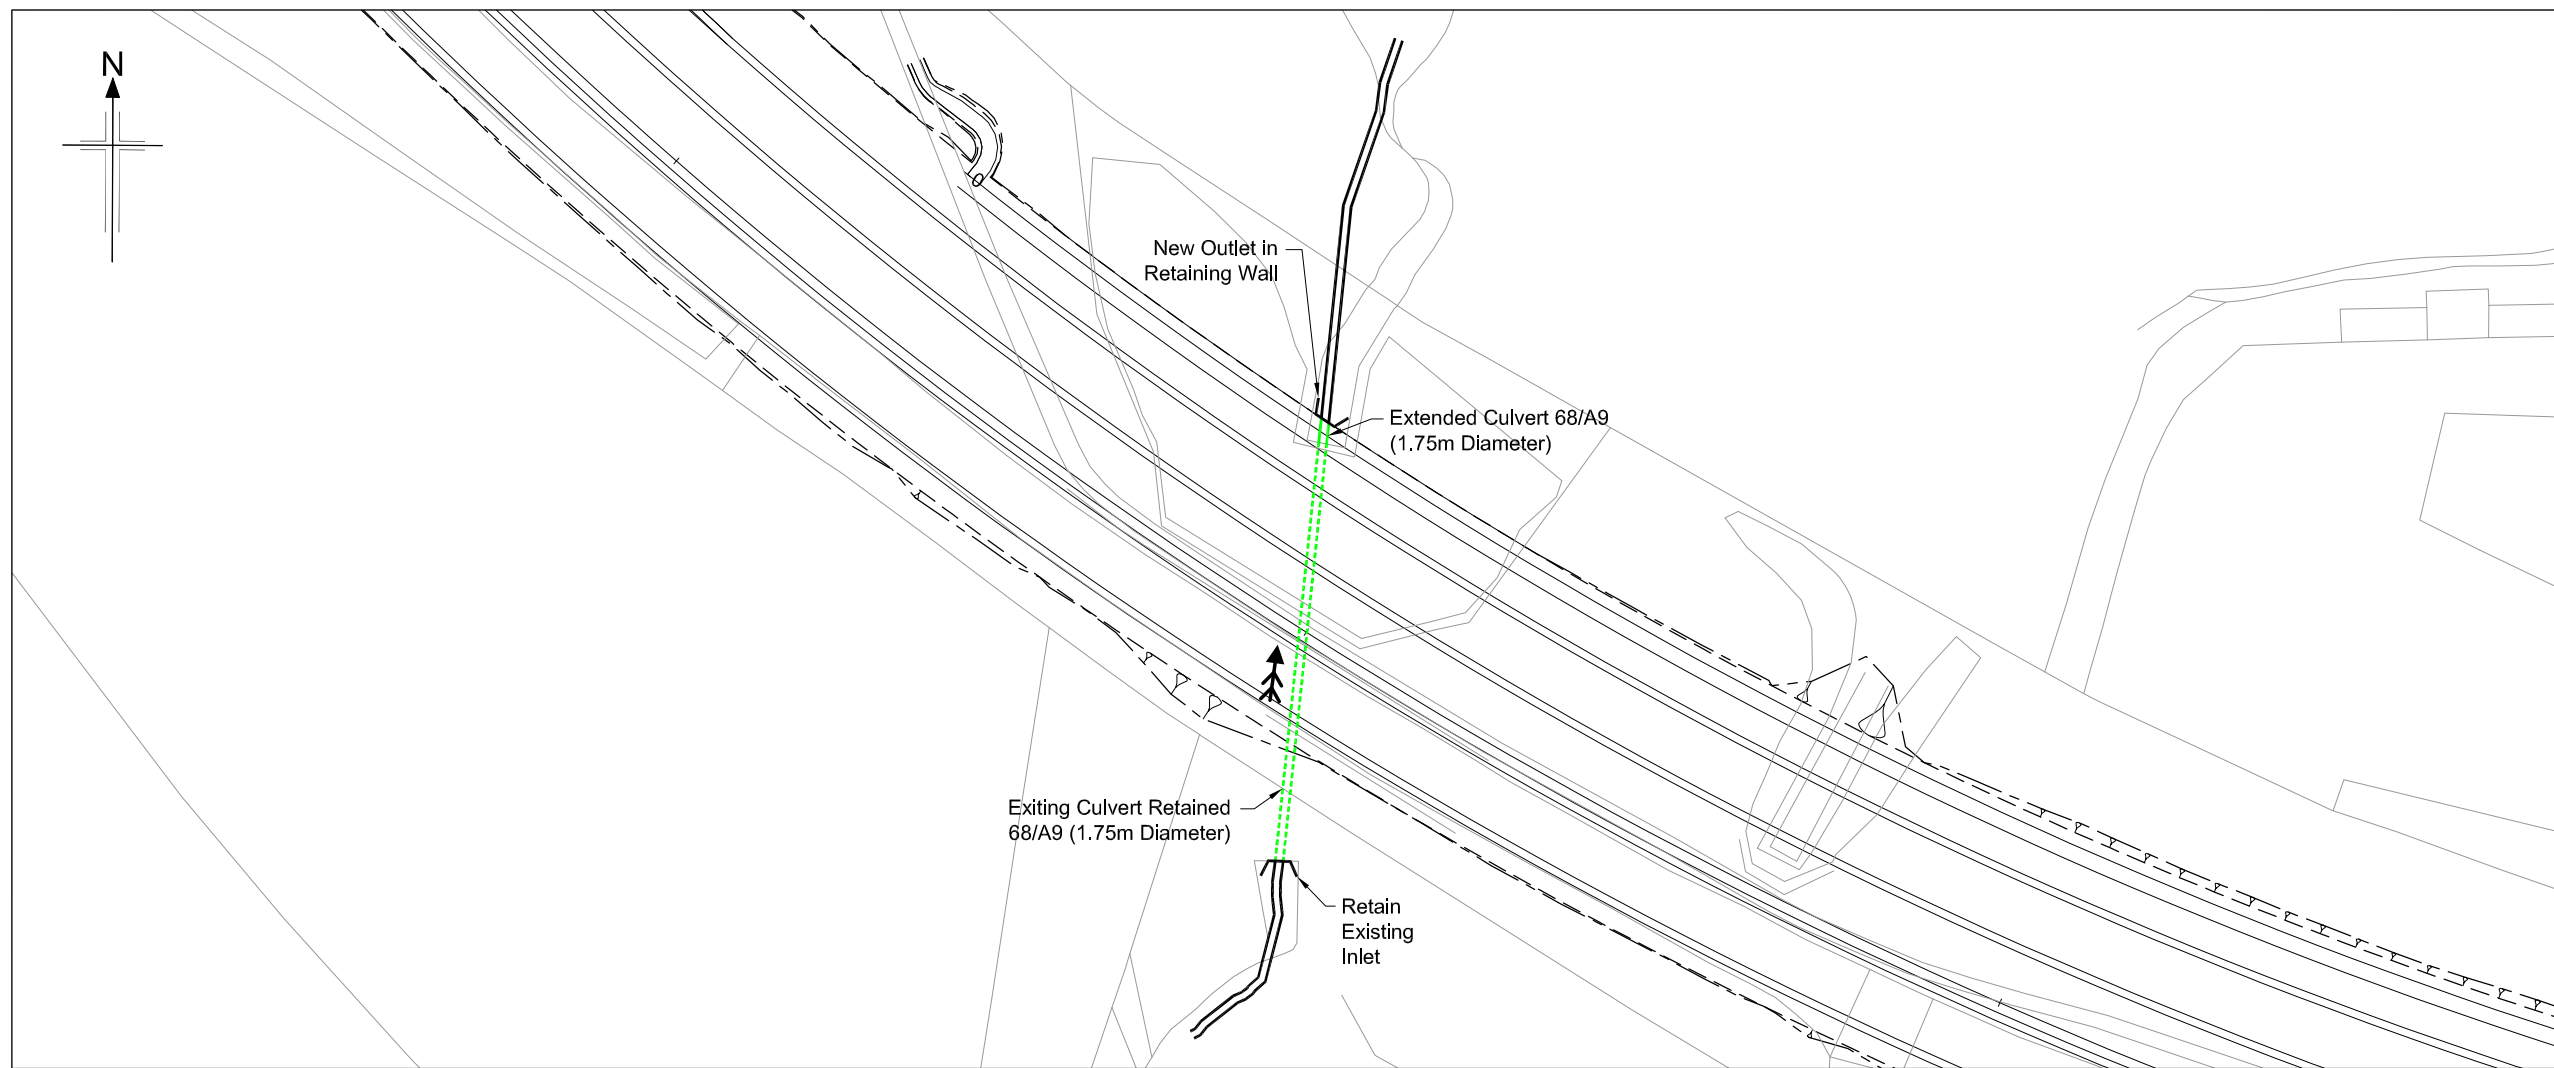 N
New Outlet in
Retaining Wall
Extended Culvert 68/A9
(1.75m Diameter)
Exiting Culvert Retained
68/A9 (1.75m Diameter)
Retain
Existing
Inlet